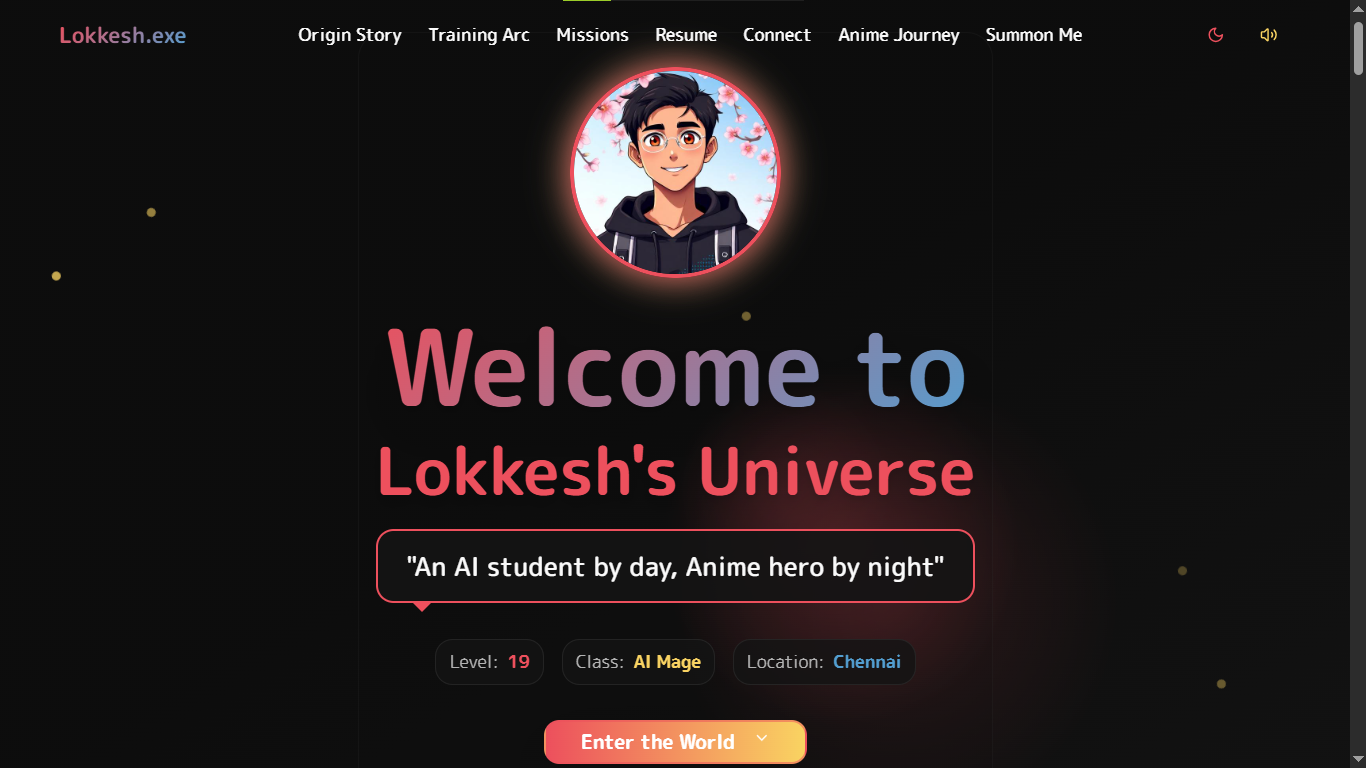 Lokkesh.exe
Origin Story Training Arc Missions Resume Connect Anime Journey Summon Me
Welcome to
Lokkesh's Universe
"An AI student by day, Anime hero by night"
Level: 19 Class: AI Mage Location: Chennai
Enter the World